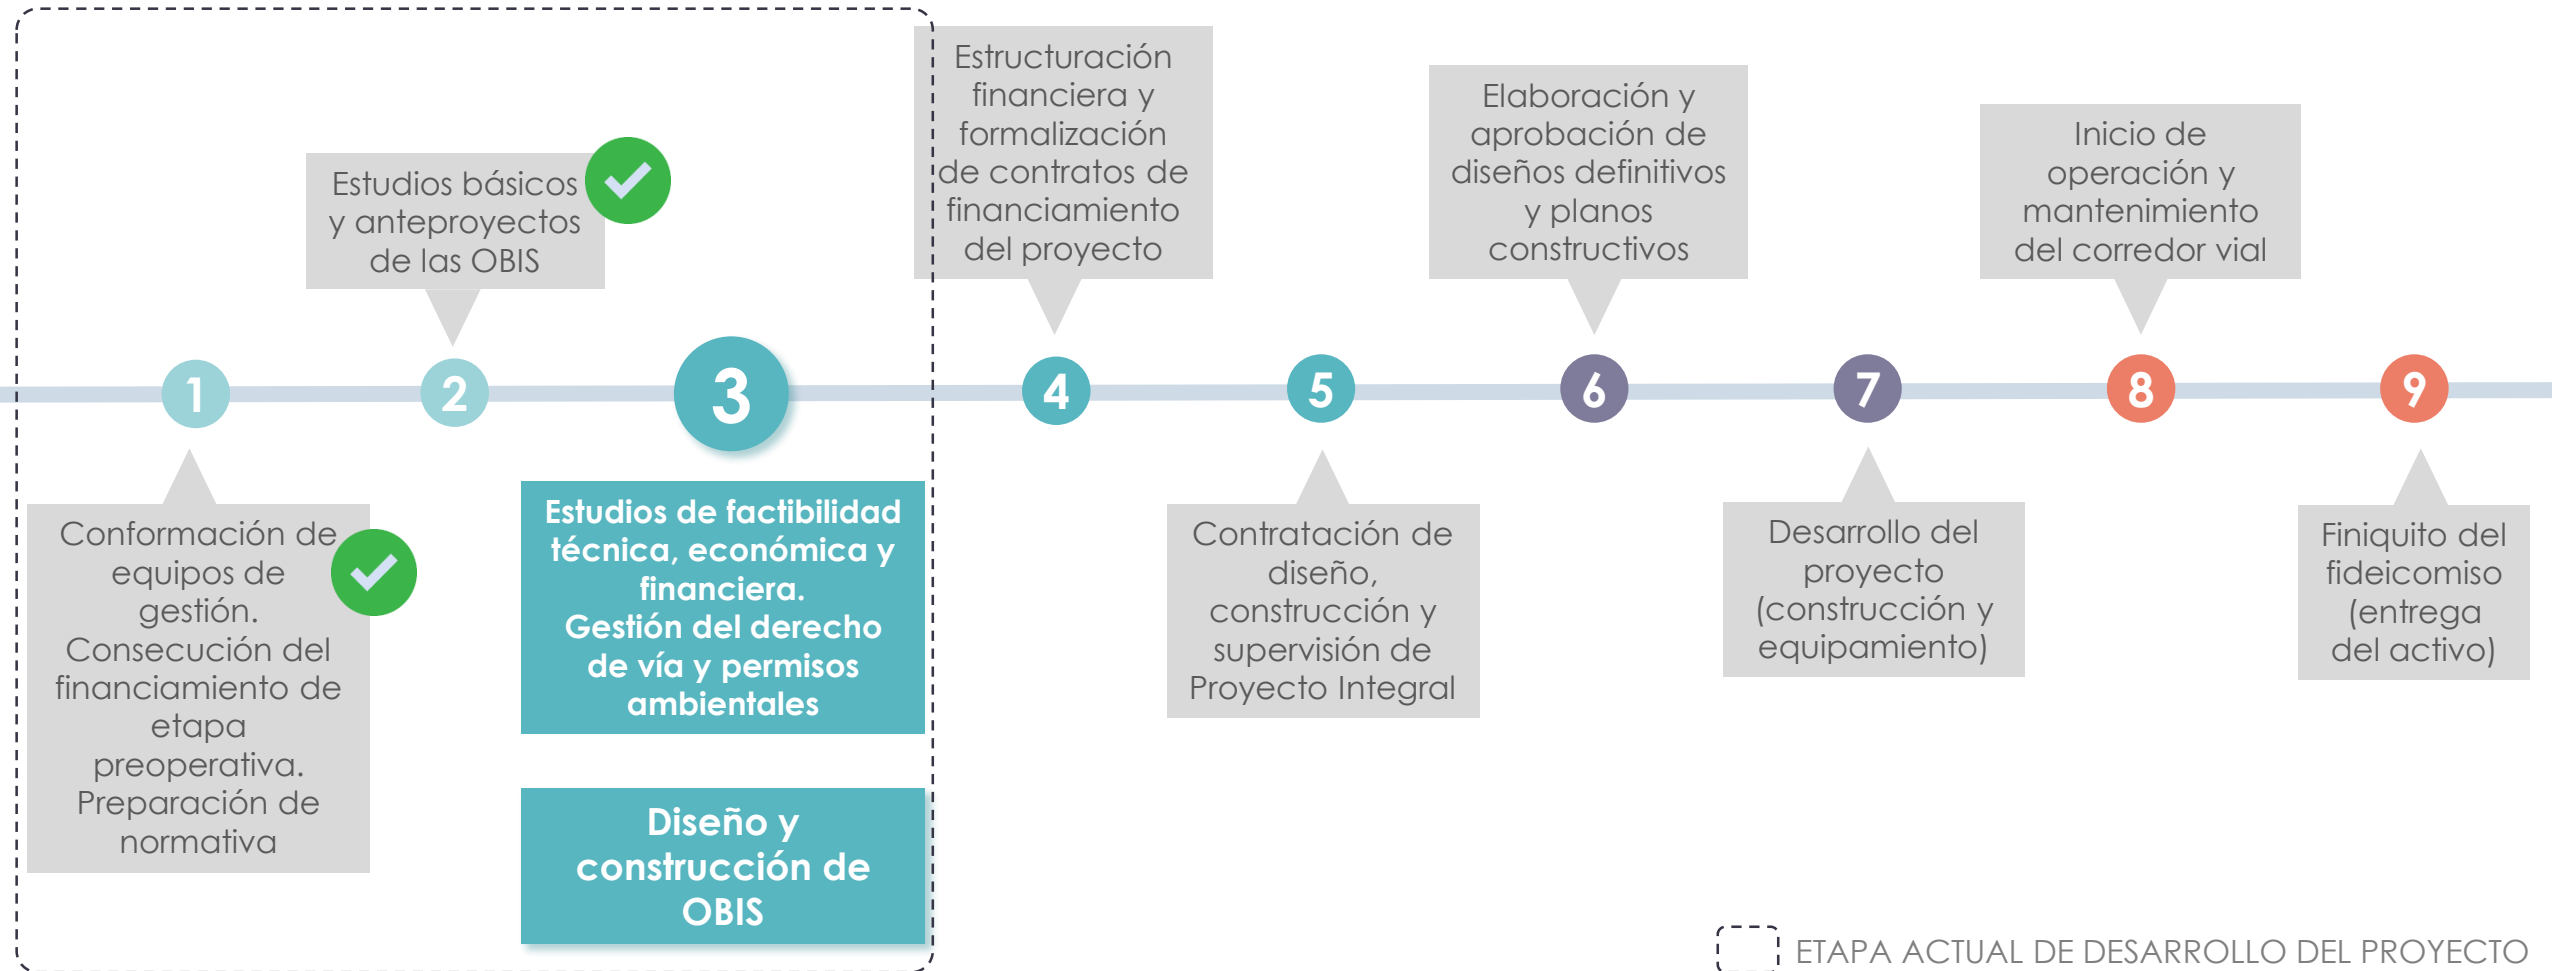 1
Conformación de
equipos de
gestión.
Consecución del
financiamiento de
etapa
preoperativa.
Preparación de
normativa
2
Estudios básicos
y anteproyectos
de las OBIS
3
Estudios de factibilidad
técnica, económica y
financiera.
Gestión del derecho
de vía y permisos
ambientales
Diseño y
construcción de
OBIS
4
Estructuración
financiera y
formalización
de contratos de
financiamiento
del proyecto
5
Contratación de
diseño,
construcción y
supervisión de
Proyecto Integral
6
Elaboración y
aprobación de
diseños definitivos
y planos
constructivos
7
Desarrollo del
proyecto
(construcción y
equipamiento)
8
Inicio de
operación y
mantenimiento
del corredor vial
9
Finiquito del
fideicomiso
(entrega
del activo)
ETAPA ACTUAL DE DESARROLLO DEL PROYECTO